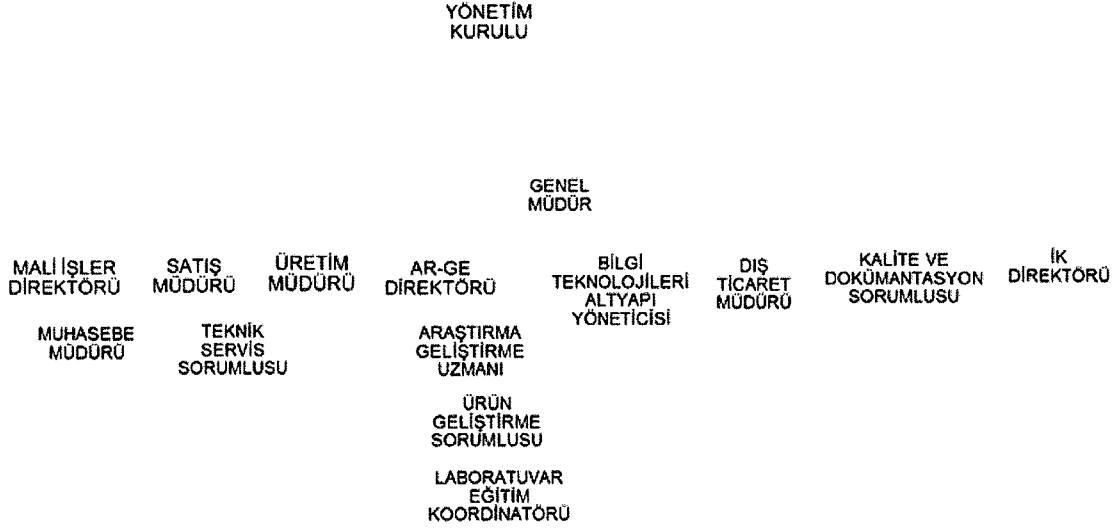 YÖNETİM
KURULU
GENEL
MÜDÜR
MALİ İŞLER
DİREKTÖRÜ
SATIŞ
MÜDÜRÜ
ÜRETİM
MÜDÜRÜ
AR-GE
DİREKTÖRÜ
BİLGİ
TEKNOLOJİLERİ
ALTYAPI
YÖNETİCİSİ
DIŞ
TİCARET
MÜDÜRÜ
KALİTE VE
DOKÜMANTASYON
SORUMLUSU
İK
DİREKTÖRÜ
MUHASEBE
MÜDÜRÜ
TEKNİK
SERVİS
SORUMLUSU
ARAŞTIRMA
GELİŞTİRME
UZMANI
ÜRÜN
GELİŞTİRME
SORUMLUSU
LABORATUVAR
EĞİTİM
KOORDİNATÖRÜ